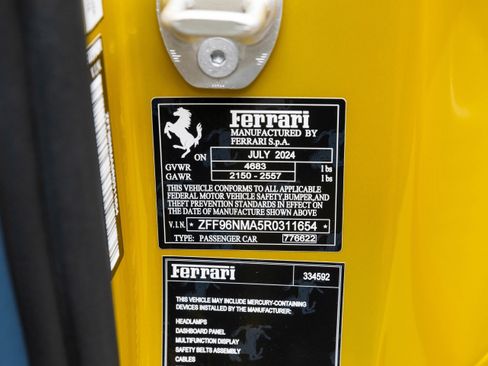 Ferrari
MANUFACTURED BY
FERRARI S.p.A.
ON JULY 2024
GVWR 4683 lbs
GAWR 2150 - 2557 lbs
THIS VEHICLE CONFORMS TO ALL APPLICABLE
FEDERAL MOTOR VEHICLE SAFETY, BUMPER, AND
THEFT PREVENTION STANDARDS IN EFFECT ON
THE DATE OF MANUFACTURE SHOWN ABOVE
V.I.N. * ZFF96NMA5R0311654 *
TYPE: PASSENGER CAR 776622
Ferrari 334592
THIS VEHICLE MAY INCLUDE MERCURY-CONTAINING
DEVICES INSTALLED BY THE MANUFACTURER:
HEADLAMPS
DASHBOARD PANEL
MULTIFUNCTION DISPLAY
SAFETY BELTS ASSEMBLY
CABLES